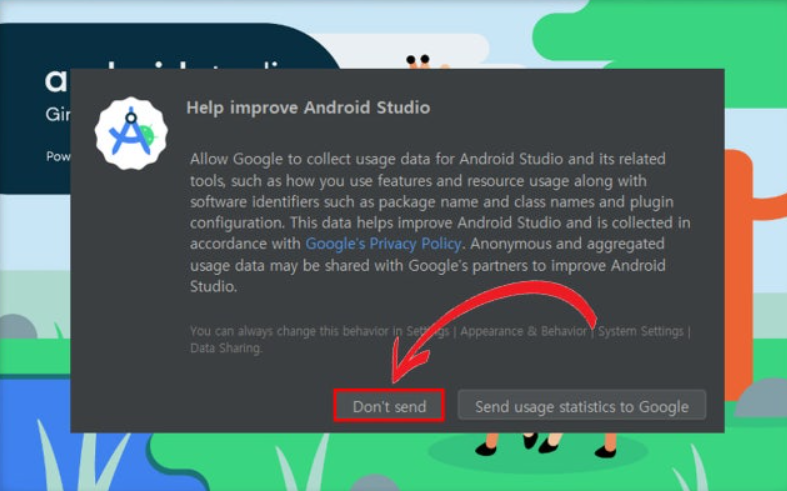 a
Gir
Pow
Help improve Android Studio
Allow Google to collect usage data for Android Studio and its related
tools, such as how you use features and resource usage along with
software identifiers such as package name and class names and plugin
configuration. This data helps improve Android Studio and is collected in
accordance with Google's Privacy Policy. Anonymous and aggregated
usage data may be shared with Google's partners to improve Android
Studio.
You can always change this behavior in Settings | Appearance & Behavior | System Settings |
Data Sharing.
Don't send
Send usage statistics to Google